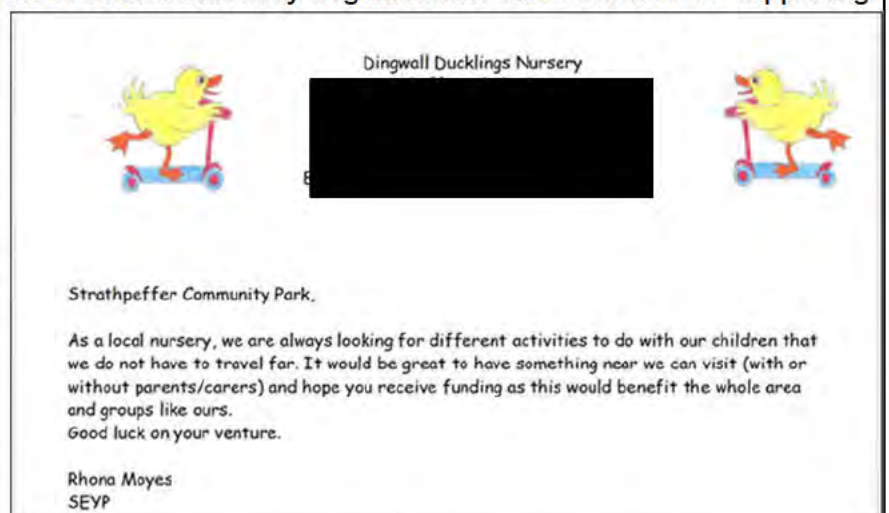 Dingwall Ducklings Nursery
Strathpeffer Community Park,
As a local nursery, we are always looking for different activities to do with our children that
we do not have to travel far. It would be great to have something near we can visit (with or
without parents/carers) and hope you receive funding as this would benefit the whole area
and groups like ours.
Good luck on your venture.
Rhona Moyes
SEYP